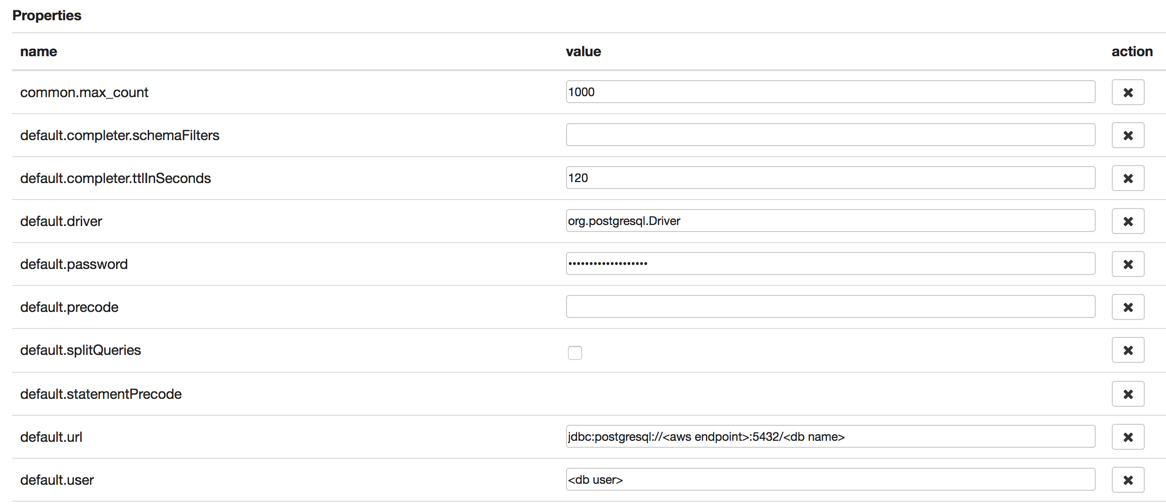 Properties
name value action
common.max_count 1000
default.completer.schemaFilters
default.completer.ttlInSeconds 120
default.driver org.postgresql.Driver
default.password •••••••••••••••••••
default.precode
default.splitQueries
default.statementPrecode
default.url jdbc:postgresql://<aws endpoint>:5432/<db name>
default.user <db user>